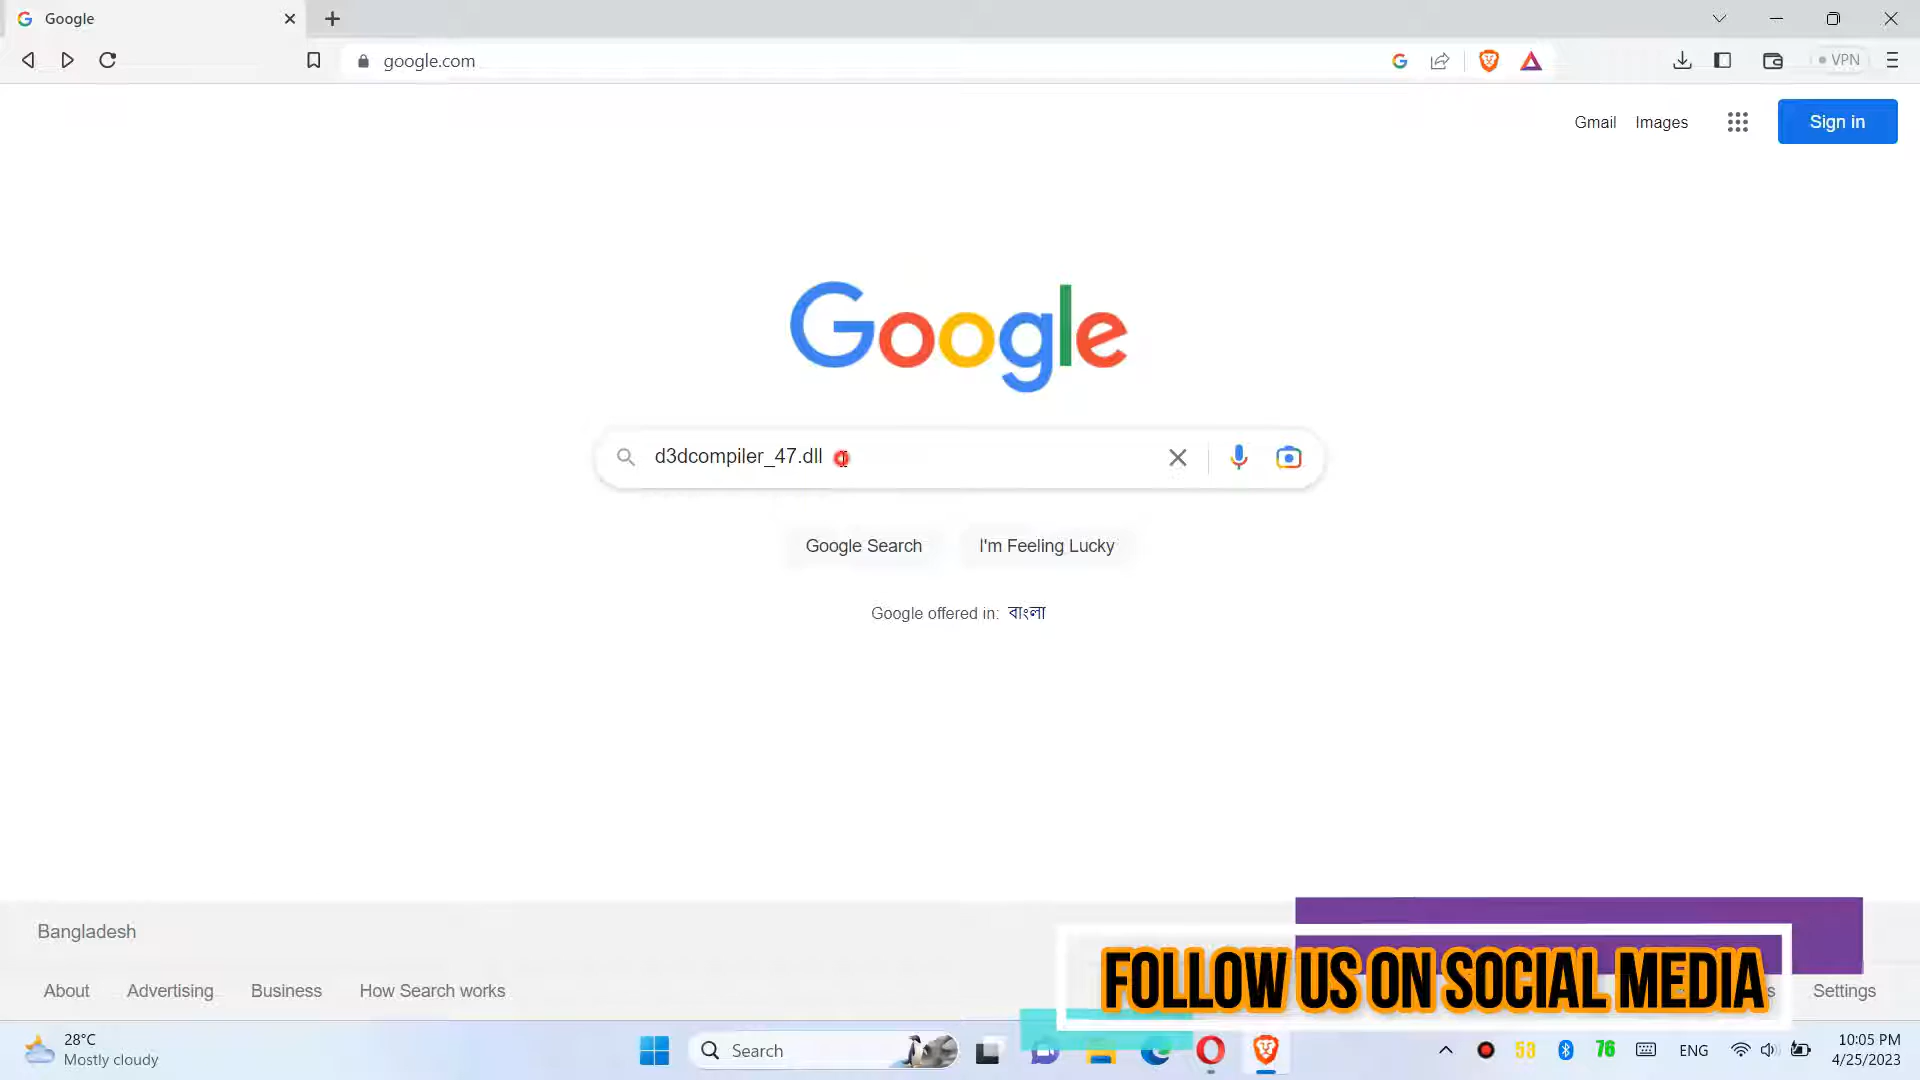 Google
google.com
VPN
Gmail Images Sign in
Google
d3dcompiler_47.dll
Google Search I'm Feeling Lucky
Google offered in: বাংলা
Bangladesh
About Advertising Business How Search works
Settings
FOLLOW US ON SOCIAL MEDIA
28°C
Mostly cloudy
Search
53
76
ENG
10:05 PM
4/25/2023